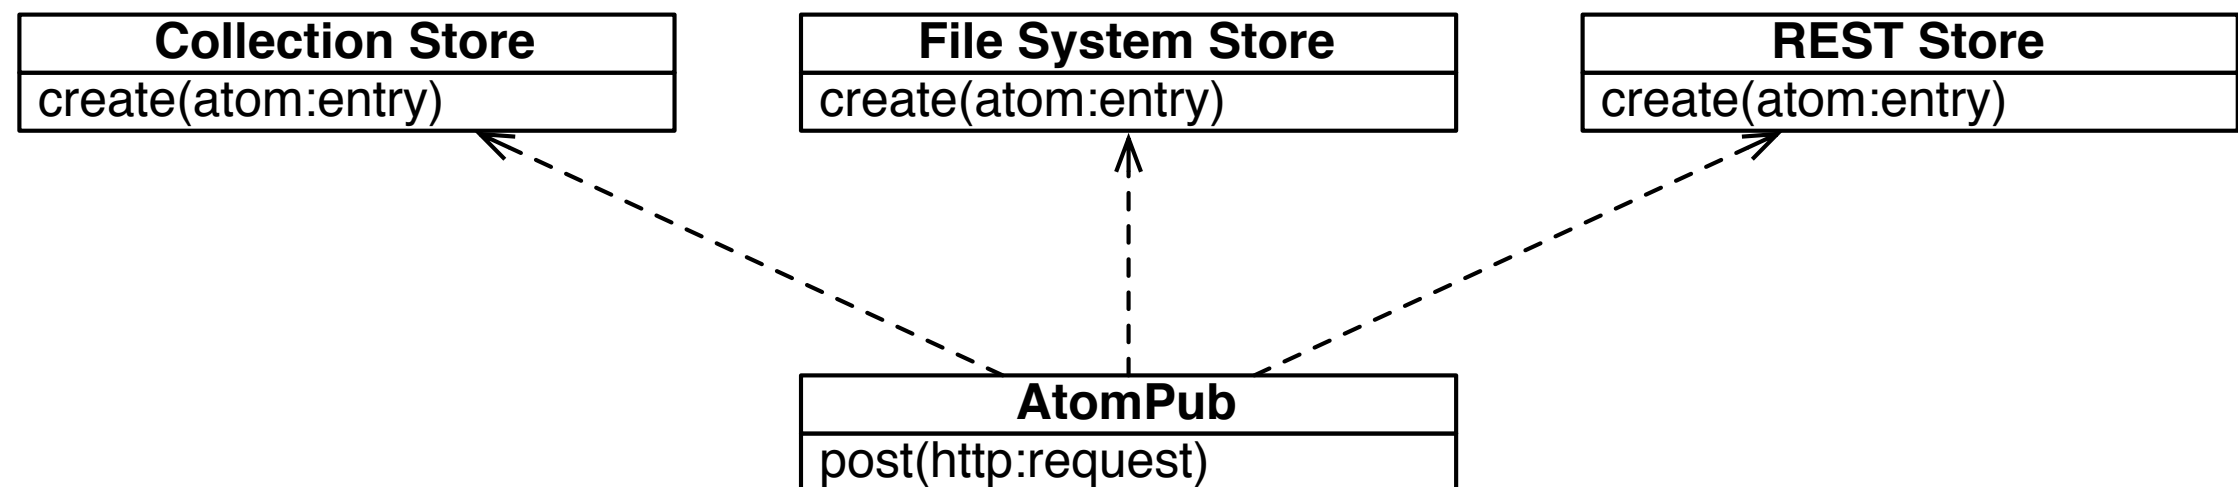 Collection Store
create(atom:entry)
File System Store
create(atom:entry)
REST Store
create(atom:entry)
AtomPub
post(http:request)